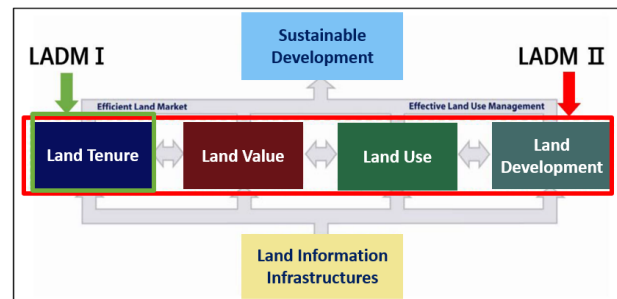 Sustainable
Development
LADM I
LADM II
Efficient Land Market
Effective Land Use Management
Land Tenure
Land Value
Land Use
Land
Development
Land Information
Infrastructures